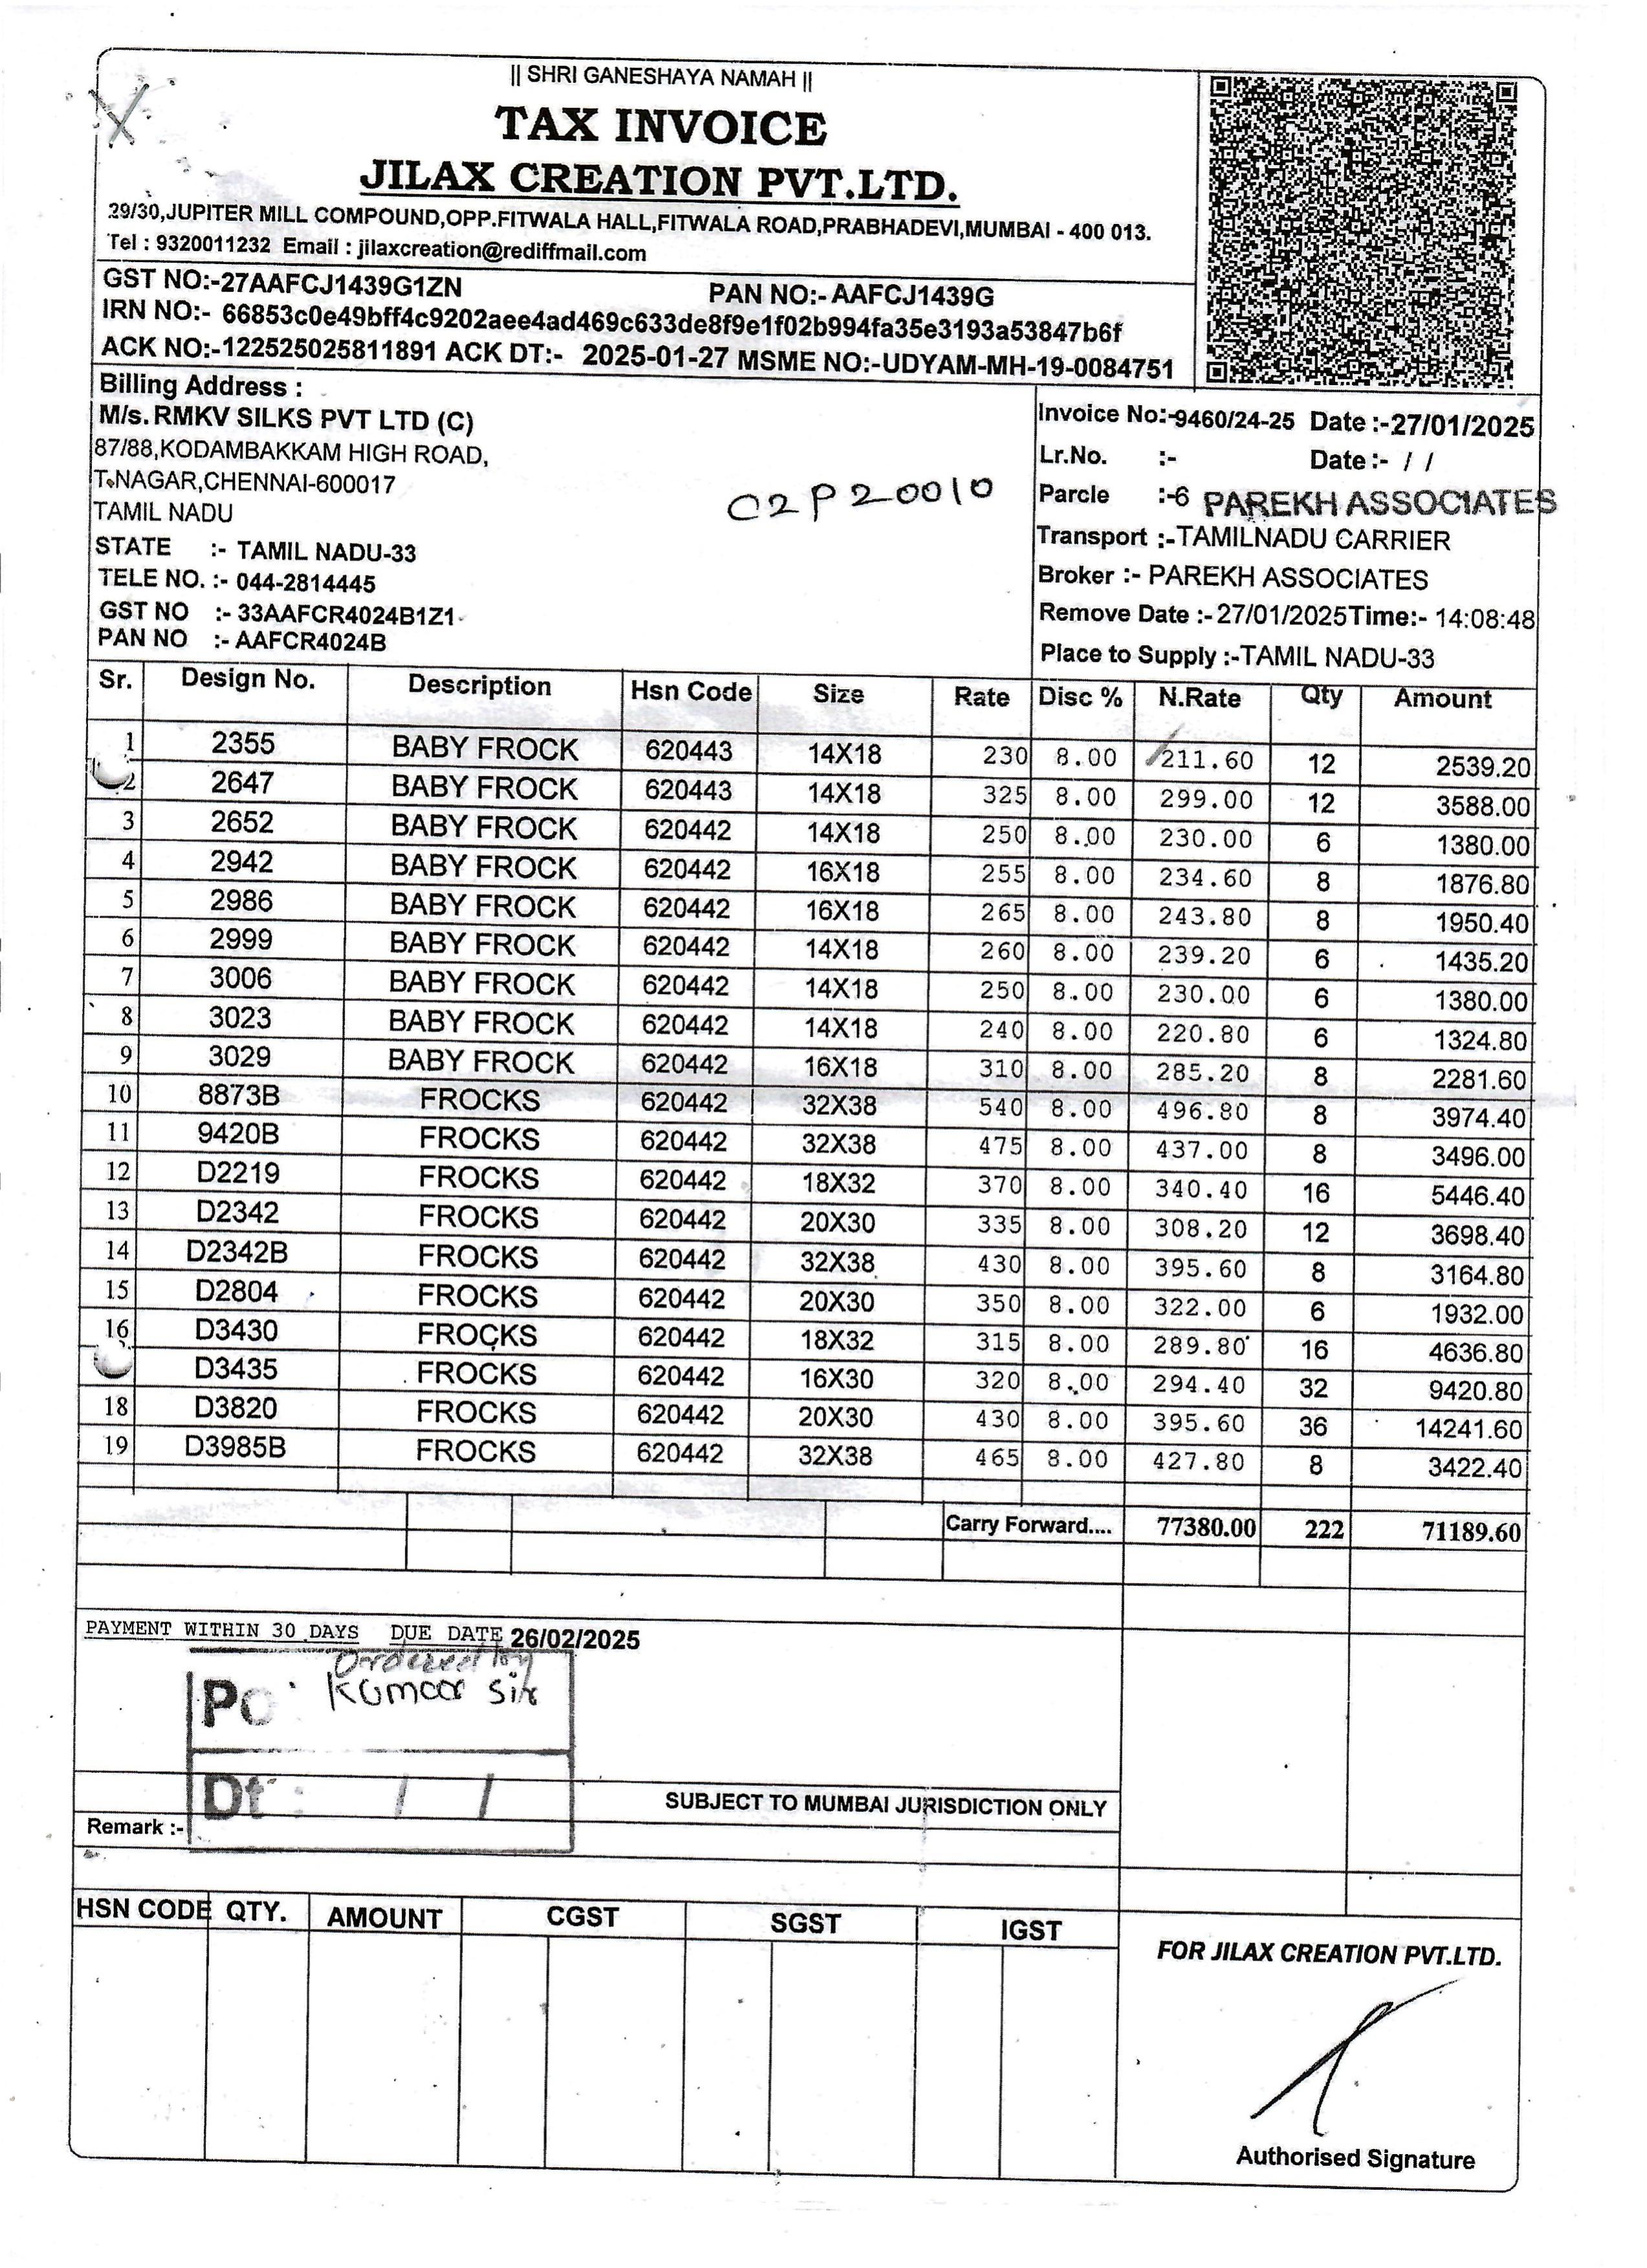 || SHRI GANESHAYA NAMAH ||
TAX INVOICE
JILAX CREATION PVT.LTD.
29/30,JUPITER MILL COMPOUND,OPP.FITWALA HALL,FITWALA ROAD,PRABHADEVI,MUMBAI - 400 013.
Tel : 9320011232 Email : jilaxcreation@rediffmail.com
GST NO:-27AAFCJ1439G1ZN PAN NO:- AAFCJ1439G
IRN NO:- 66853c0e49bff4c9202aee4ad469c633de8f9e1f02b994fa35e3193a53847b6f
ACK NO:-122525025811891 ACK DT:- 2025-01-27 MSME NO:-UDYAM-MH-19-0084751
Billing Address :
M/s. RMKV SILKS PVT LTD (C)
87/88,KODAMBAKKAM HIGH ROAD,
T.NAGAR,CHENNAI-600017
TAMIL NADU
STATE :- TAMIL NADU-33
TELE NO. :- 044-2814445
GST NO :- 33AAFCR4024B1Z1
PAN NO :- AAFCR4024B
C2P20010
Invoice No:-9460/24-25 Date :-27/01/2025
Lr.No. :- Date :- / /
Parcle :-6 PAREKH ASSOCIATES
Transport :-TAMILNADU CARRIER
Broker :- PAREKH ASSOCIATES
Remove Date :-27/01/2025Time:- 14:08:48
Place to Supply :-TAMIL NADU-33
Sr. Design No. Description Hsn Code Size Rate Disc % N.Rate Qty Amount
1 2355 BABY FROCK 620443 14X18 230 8.00 211.60 12 2539.20
2 2647 BABY FROCK 620443 14X18 325 8.00 299.00 12 3588.00
3 2652 BABY FROCK 620442 14X18 250 8.00 230.00 6 1380.00
4 2942 BABY FROCK 620442 16X18 255 8.00 234.60 8 1876.80
5 2986 BABY FROCK 620442 16X18 265 8.00 243.80 8 1950.40
6 2999 BABY FROCK 620442 14X18 260 8.00 239.20 6 1435.20
7 3006 BABY FROCK 620442 14X18 250 8.00 230.00 6 1380.00
8 3023 BABY FROCK 620442 14X18 240 8.00 220.80 6 1324.80
9 3029 BABY FROCK 620442 16X18 310 8.00 285.20 8 2281.60
10 8873B FROCKS 620442 32X38 540 8.00 496.80 8 3974.40
11 9420B FROCKS 620442 32X38 475 8.00 437.00 8 3496.00
12 D2219 FROCKS 620442 18X32 370 8.00 340.40 16 5446.40
13 D2342 FROCKS 620442 20X30 335 8.00 308.20 12 3698.40
14 D2342B FROCKS 620442 32X38 430 8.00 395.60 8 3164.80
15 D2804 FROCKS 620442 20X30 350 8.00 322.00 6 1932.00
16 D3430 FROCKS 620442 18X32 315 8.00 289.80 16 4636.80
D3435 FROCKS 620442 16X30 320 8.00 294.40 32 9420.80
18 D3820 FROCKS 620442 20X30 430 8.00 395.60 36 14241.60
19 D3985B FROCKS 620442 32X38 465 8.00 427.80 8 3422.40
Carry Forward.... 77380.00 222 71189.60
PAYMENT WITHIN 30 DAYS DUE DATE 26/02/2025
Ordered by
PO Kumaar Sir
Dt : / /
SUBJECT TO MUMBAI JURISDICTION ONLY
Remark :-
HSN CODE QTY. AMOUNT CGST SGST IGST
FOR JILAX CREATION PVT.LTD.
Authorised Signature